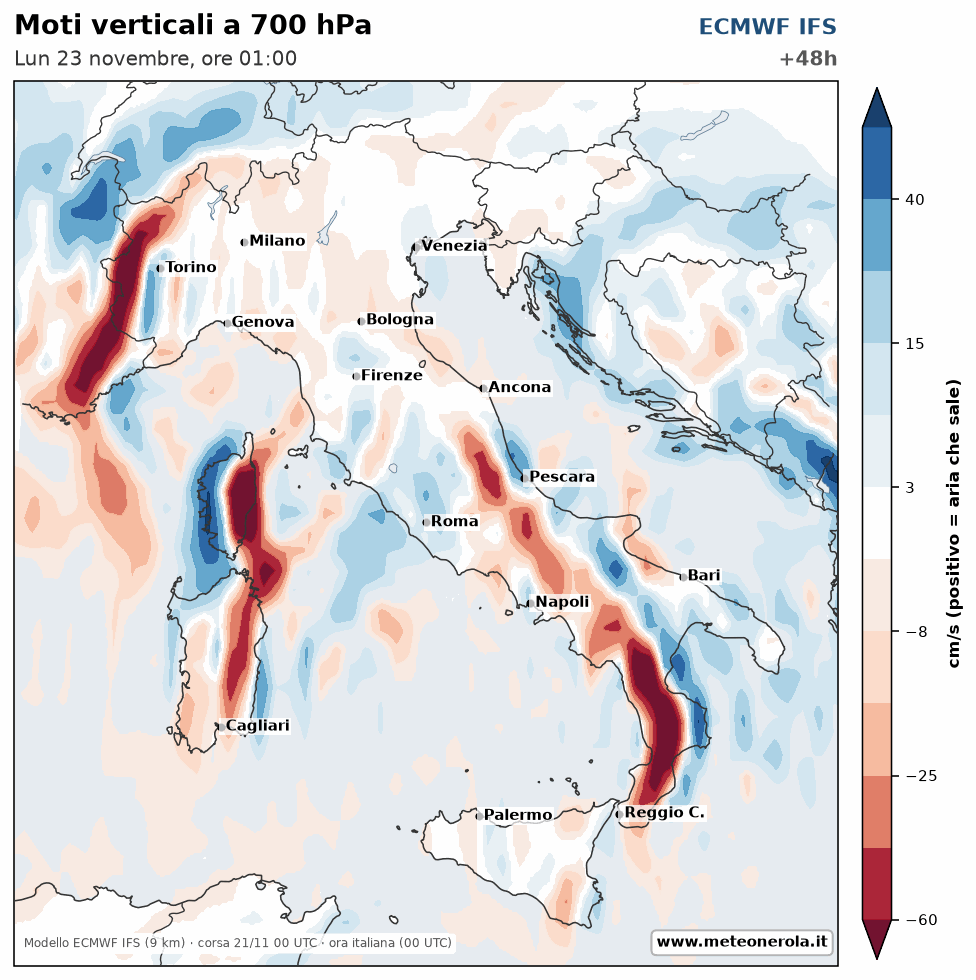 Moti verticali a 700 hPa
ECMWF IFS
Lun 23 novembre, ore 01:00
+48h
Milano
Venezia
Torino
Genova
Bologna
Firenze
Ancona
Pescara
Roma
Bari
Napoli
Cagliari
Palermo
Reggio C.
40
15
3
−8
−25
−60
cm/s (positivo = aria che sale)
Modello ECMWF IFS (9 km) · corsa 21/11 00 UTC · ora italiana (00 UTC)
www.meteonerola.it